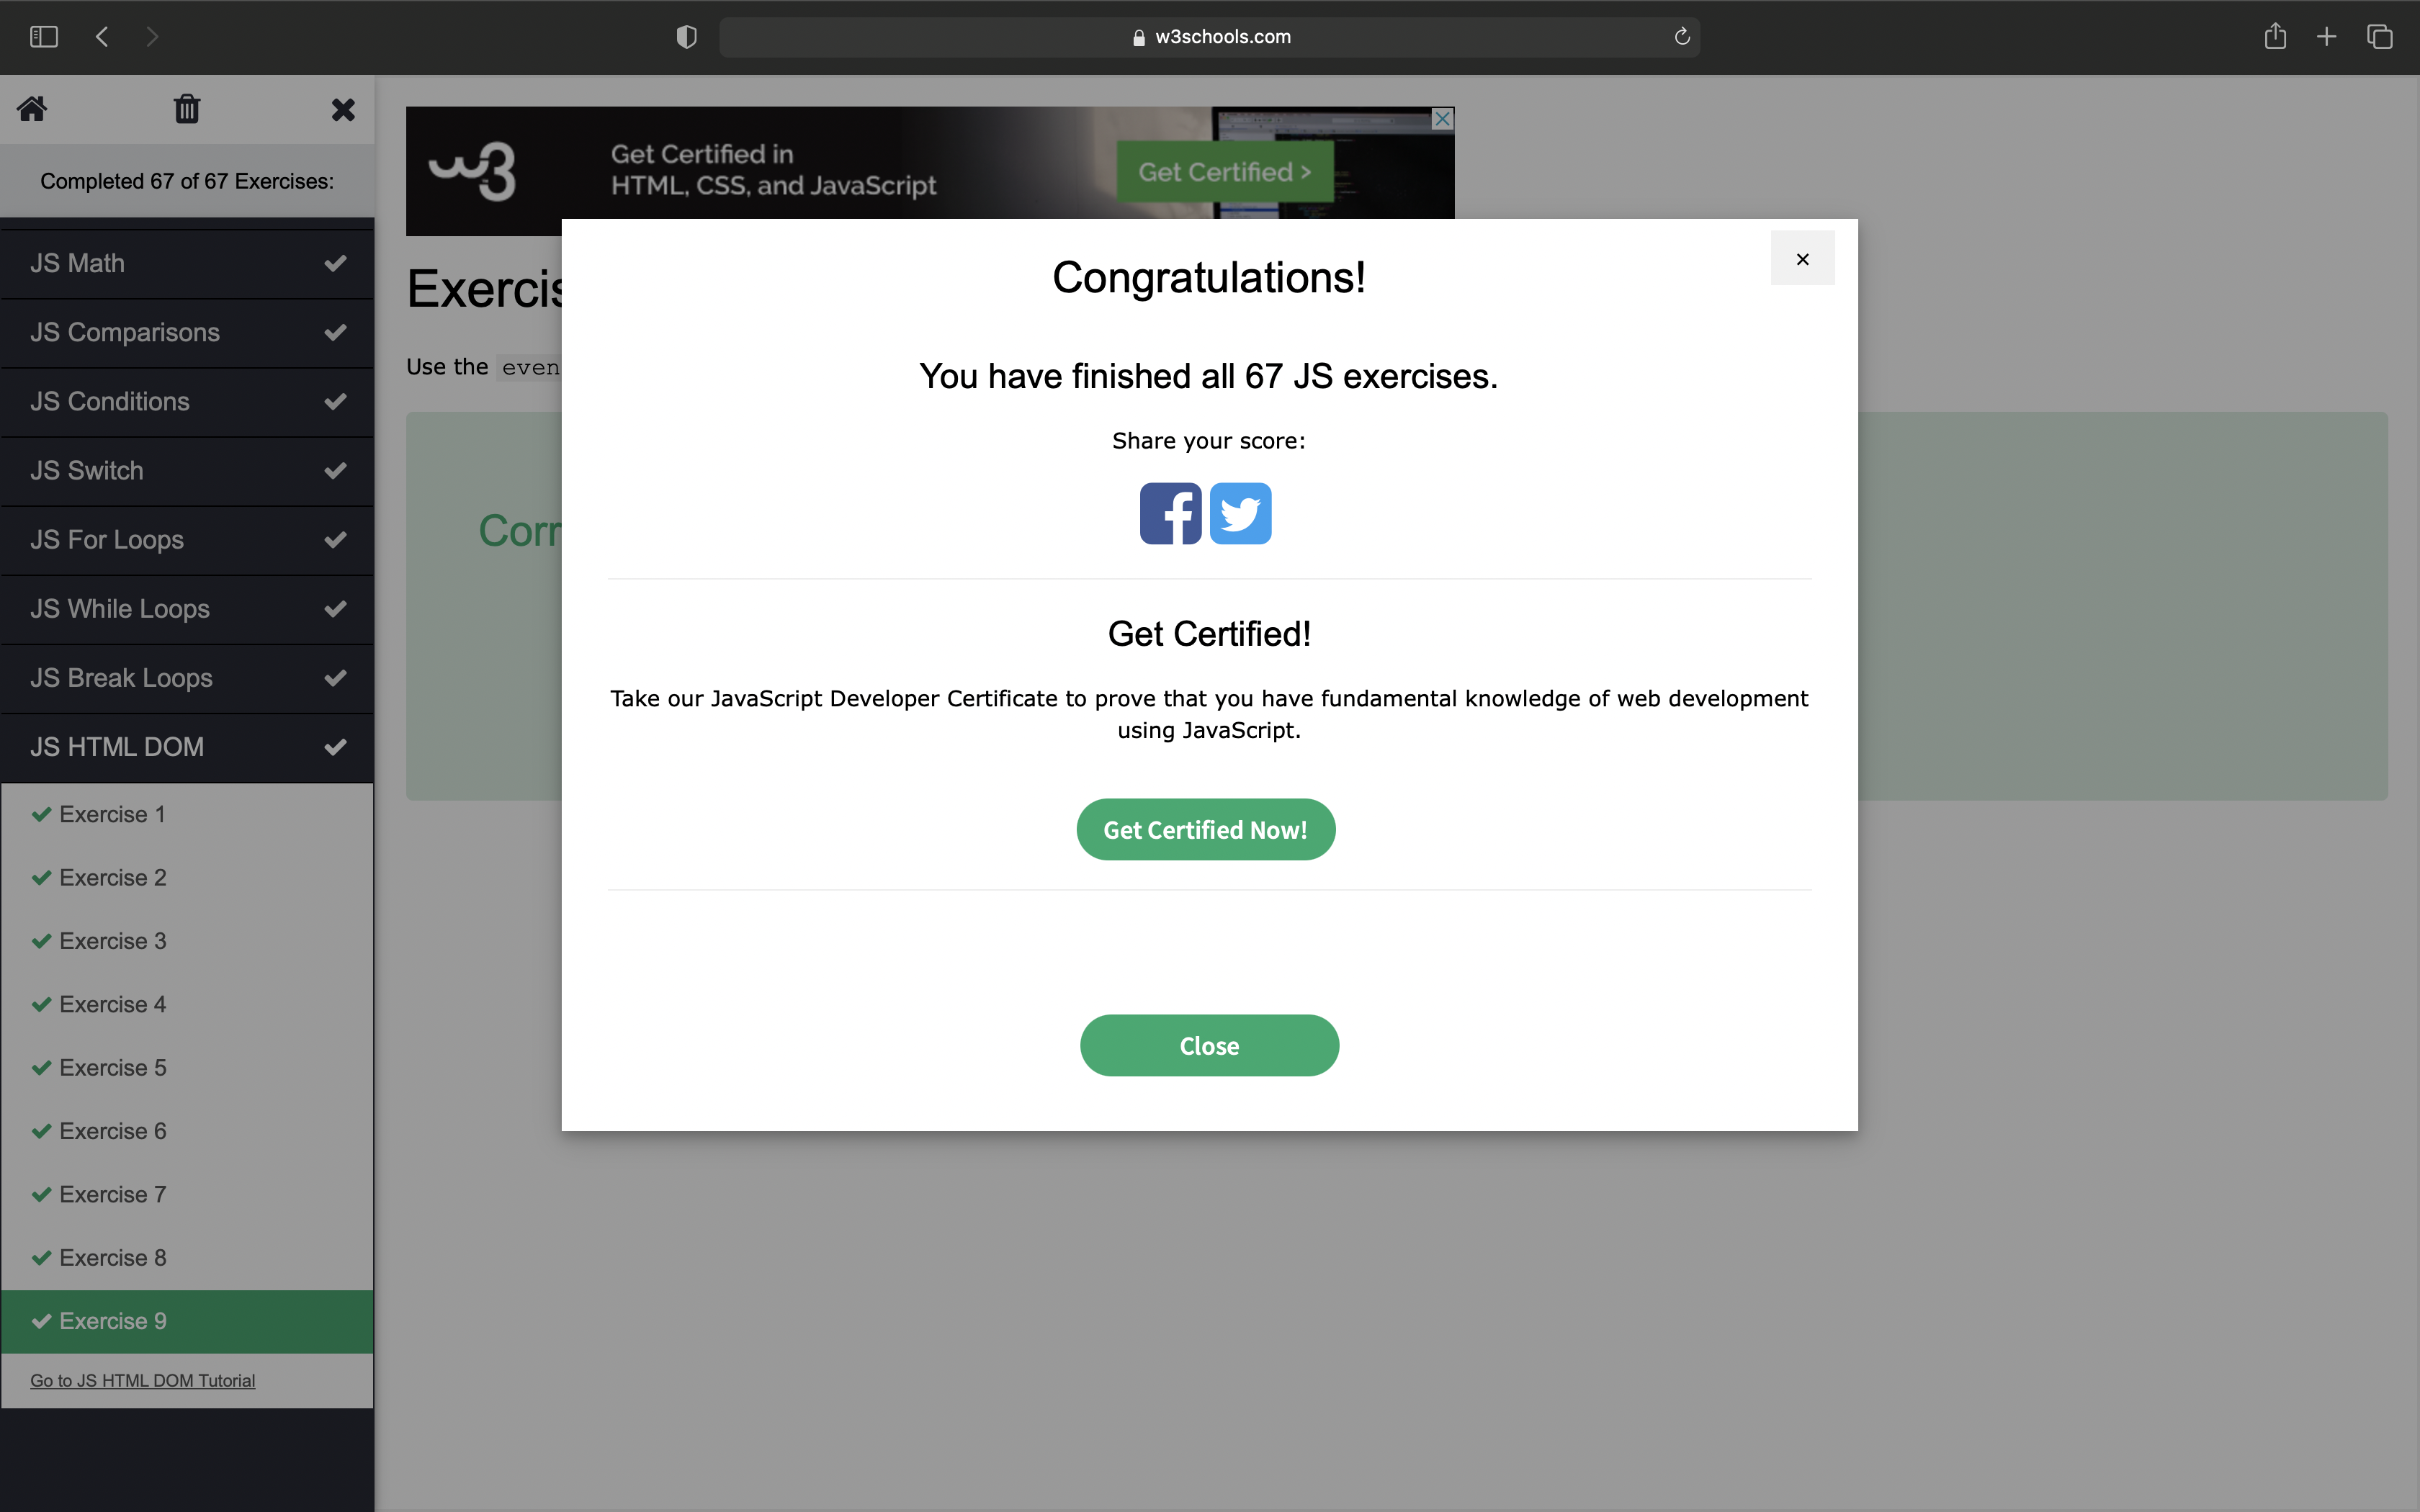 w3schools.com
Completed 67 of 67 Exercises:
JS Math
JS Comparisons
JS Conditions
JS Switch
JS For Loops
JS While Loops
JS Break Loops
JS HTML DOM
Exercise 1
Exercise 2
Exercise 3
Exercise 4
Exercise 5
Exercise 6
Exercise 7
Exercise 8
Exercise 9
Go to JS HTML DOM Tutorial
w3
Get Certified in
HTML, CSS, and JavaScript
Get Certified >
Exercis
Use the even
Corr
Congratulations!
×
You have finished all 67 JS exercises.
Share your score:
Get Certified!
Take our JavaScript Developer Certificate to prove that you have fundamental knowledge of web development
using JavaScript.
Get Certified Now!
Close